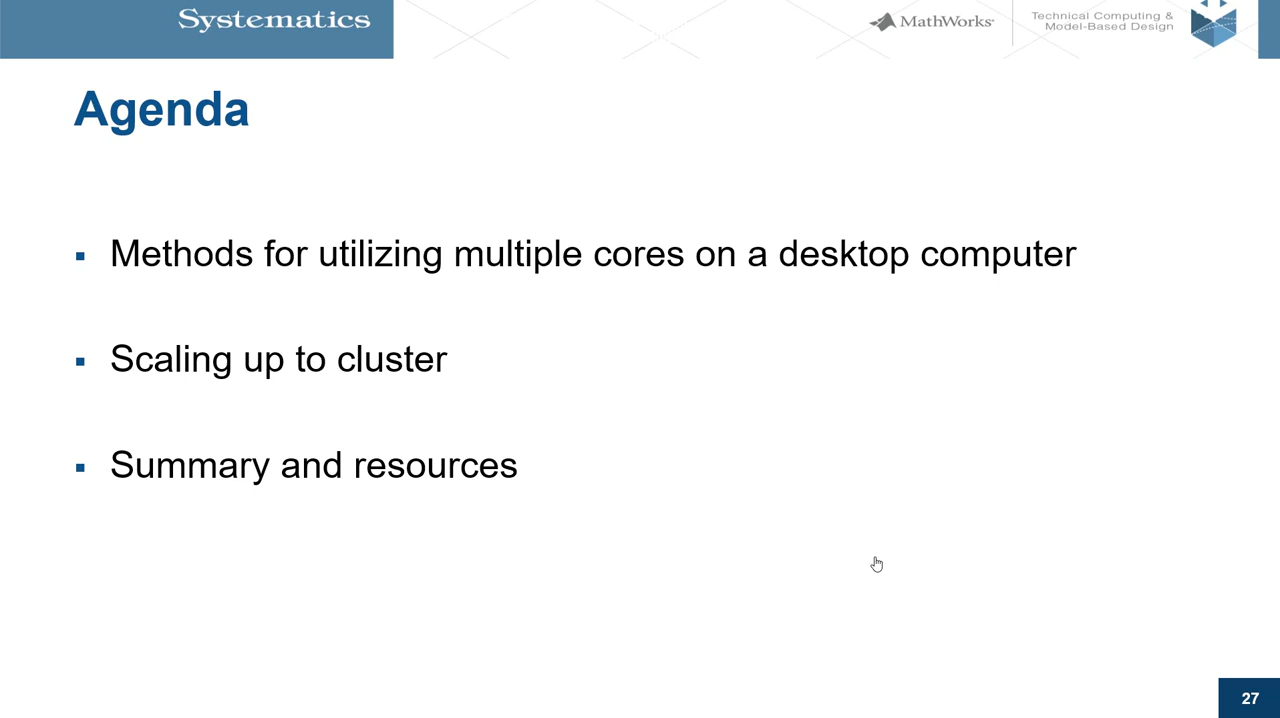 Systematics
MathWorks
Technical Computing &
Model-Based Design
Agenda
▪ Methods for utilizing multiple cores on a desktop computer
▪ Scaling up to cluster
▪ Summary and resources
27